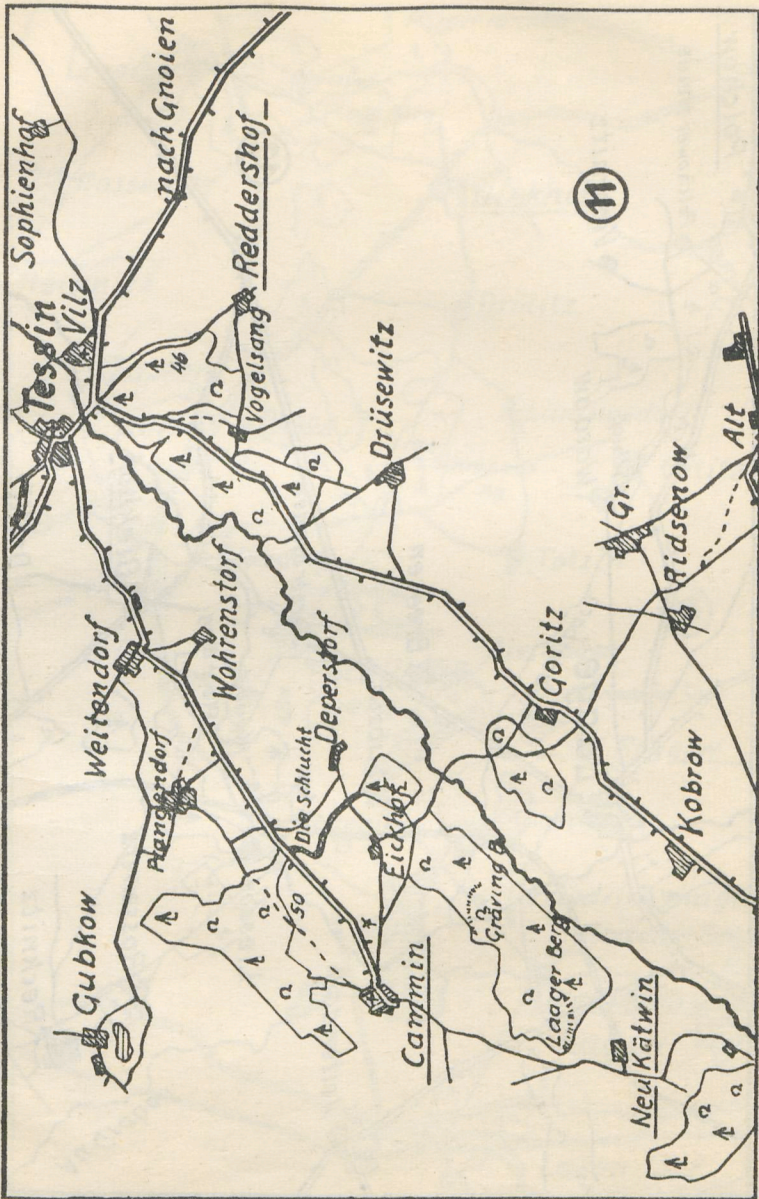 Sophienhof
nach Gnoien
Tessin
Vilz
Reddershof
46
Vogelsang
Drüsewitz
11
Weitendorf
Wohrenstorf
Prangendorf
Die Schlucht
Deperstorf
Eickhof
Goritz
Gr.
Ridsenow
Alt
Gubkow
50
Cammin
Gräving B.
Laager Berg
Kobrow
Neu Kätwin